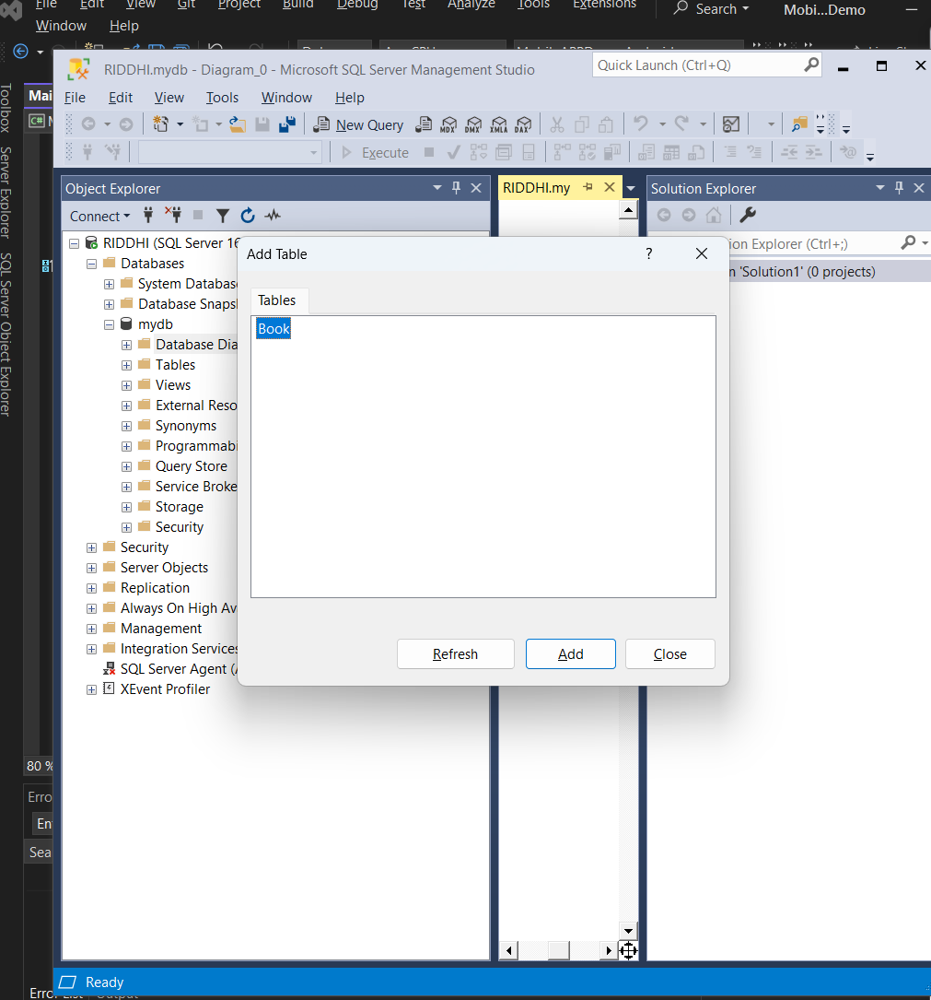 File Edit View Git Project Build Debug Test Analyze Tools Extensions Search Mobi...Demo
Window Help
RIDDHI.mydb - Diagram_0 - Microsoft SQL Server Management Studio
Quick Launch (Ctrl+Q)
File Edit View Tools Window Help
New Query MDX DMX XMLA DAX
Execute
Toolbox
Server Explorer
SQL Server Object Explorer
Mai
C#
Object Explorer
Connect
RIDDHI (SQL Server 16
Databases
System Database
Database Snaps
mydb
Database Dia
Tables
Views
External Reso
Synonyms
Programmabi
Query Store
Service Broke
Storage
Security
Security
Server Objects
Replication
Always On High Av
Management
Integration Services
SQL Server Agent (A
XEvent Profiler
RIDDHI.my
Solution Explorer
ion Explorer (Ctrl+;)
n 'Solution1' (0 projects)
Add Table
?
Tables
Book
Refresh
Add
Close
80 %
Erro
En
Sea
Ready
Error List Output